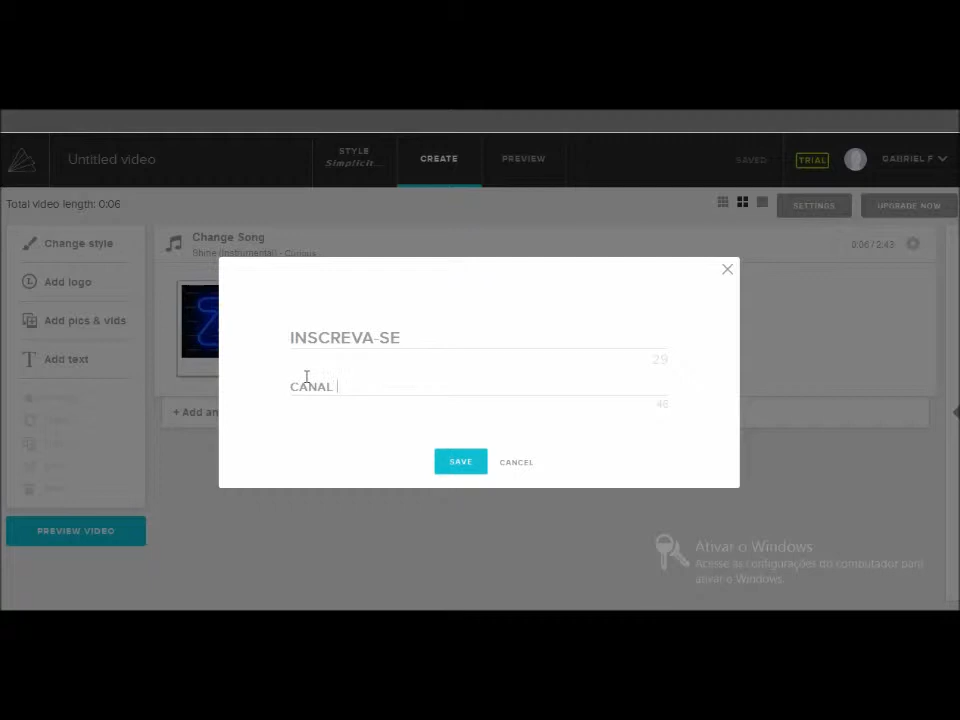 Untitled video
STYLE
Simplicit...
CREATE
PREVIEW
SAVED
TRIAL
GABRIEL F
Total video length: 0:06
SETTINGS
UPGRADE NOW
Change style
Add logo
Add pics & vids
Add text
Change Song
Shine (Instrumental) -
0:06 / 2:43
INSCREVA-SE
29
CANAL
46
SAVE
CANCEL
+ Add an
PREVIEW VIDEO
Ativar o Windows
Acesse as configurações do computador para
ativar o Windows.